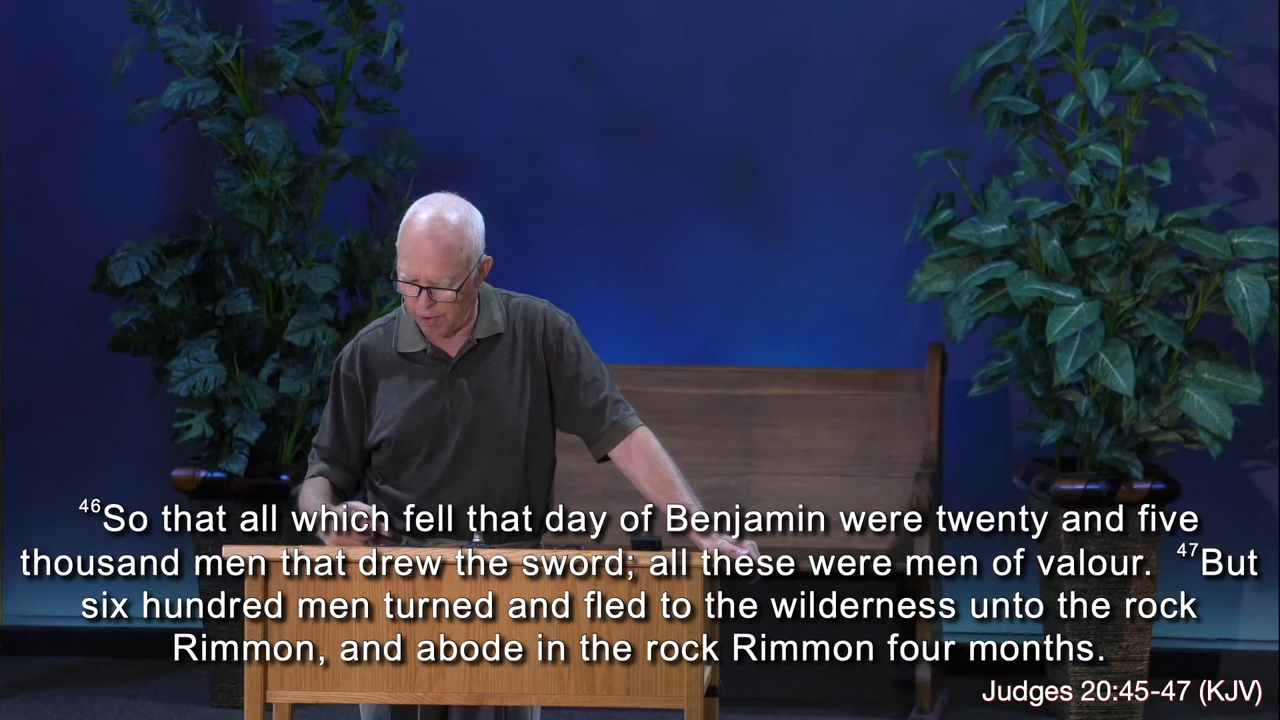 46So that all which fell that day of Benjamin were twenty and five
thousand men that drew the sword; all these were men of valour. 47But
six hundred men turned and fled to the wilderness unto the rock
Rimmon, and abode in the rock Rimmon four months.
Judges 20:45-47 (KJV)